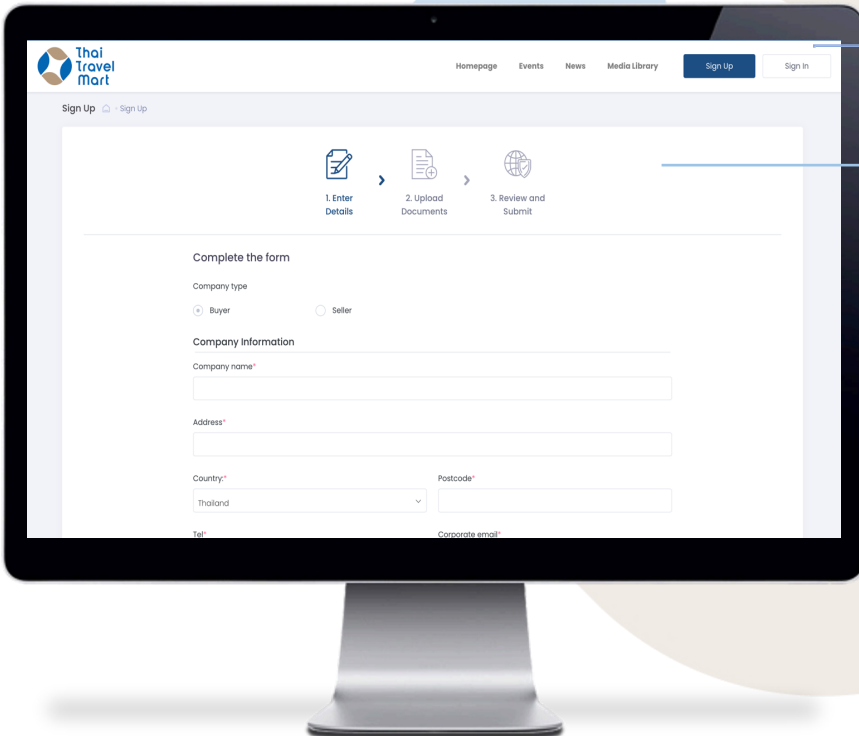 Thai
Travel
Mart
Homepage Events News Media Library Sign Up Sign In
Sign Up › Sign Up
1. Enter Details
2. Upload Documents
3. Review and Submit
Complete the form
Company type
Buyer Seller
Company Information
Company name*
Address*
Country:* Postcode*
Thailand
Tel* Corporate email*